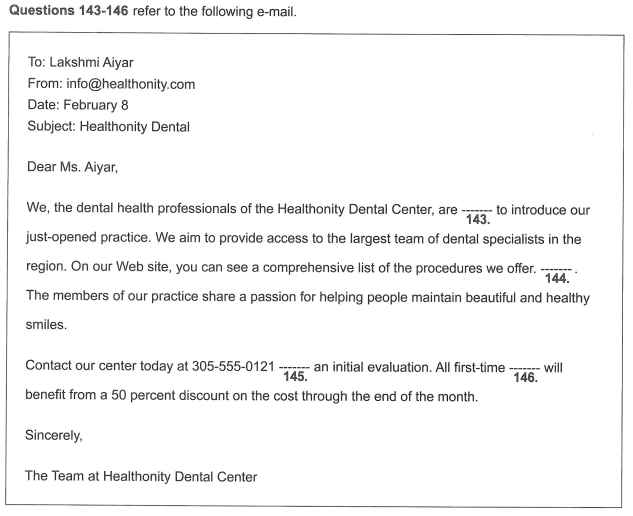 Questions 143-146 refer to the following e-mail.
To: Lakshmi Aiyar
From: info@healthonity.com
Date: February 8
Subject: Healthonity Dental
Dear Ms. Aiyar,
We, the dental health professionals of the Healthonity Dental Center, are ------- to introduce our
143.
just-opened practice. We aim to provide access to the largest team of dental specialists in the
region. On our Web site, you can see a comprehensive list of the procedures we offer. -------.
144.
The members of our practice share a passion for helping people maintain beautiful and healthy
smiles.
Contact our center today at 305-555-0121 ------- an initial evaluation. All first-time ------- will
145. 146.
benefit from a 50 percent discount on the cost through the end of the month.
Sincerely,
The Team at Healthonity Dental Center